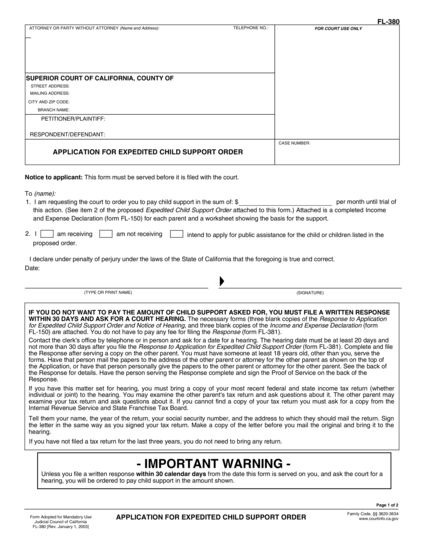 FL-380
ATTORNEY OR PARTY WITHOUT ATTORNEY (Name and Address): TELEPHONE NO.: FOR COURT USE ONLY
SUPERIOR COURT OF CALIFORNIA, COUNTY OF
STREET ADDRESS:
MAILING ADDRESS:
CITY AND ZIP CODE:
BRANCH NAME:
PETITIONER/PLAINTIFF:
RESPONDENT/DEFENDANT:
CASE NUMBER:
APPLICATION FOR EXPEDITED CHILD SUPPORT ORDER
Notice to applicant: This form must be served before it is filed with the court.
To (name):
1. I am requesting the court to order you to pay child support in the sum of: $ per month until trial of
this action. (See item 2 of the proposed Expedited Child Support Order attached to this form.) Attached is a completed Income
and Expense Declaration (form FL-150) for each parent and a worksheet showing the basis for the support.
2. I am receiving am not receiving intend to apply for public assistance for the child or children listed in the
proposed order.
I declare under penalty of perjury under the laws of the State of California that the foregoing is true and correct.
Date:
(TYPE OR PRINT NAME) (SIGNATURE)
IF YOU DO NOT WANT TO PAY THE AMOUNT OF CHILD SUPPORT ASKED FOR, YOU MUST FILE A WRITTEN RESPONSE
WITHIN 30 DAYS AND ASK FOR A COURT HEARING. The necessary forms (three blank copies of the Response to Application
for Expedited Child Support Order and Notice of Hearing, and three blank copies of the Income and Expense Declaration (form
FL-150) are attached. You do not have to pay any fee for filing the Response (form FL-381).
Contact the clerk's office by telephone or in person and ask for a date for a hearing. The hearing date must be at least 20 days and
not more than 30 days after you file the Response to Application for Expedited Child Support Order (form FL-381). Complete and file
the Response after serving a copy on the other parent. You must have someone at least 18 years old, other than you, serve the
forms. Have that person mail the papers to the address of the other parent or attorney for the other parent as shown on the top of
the Application, or have that person personally give the papers to the other parent or attorney for the other parent. See the back of
the Response for details. Have the person serving the Response complete and sign the Proof of Service on the back of the
Response.
If you have this matter set for hearing, you must bring a copy of your most recent federal and state income tax return (whether
individual or joint) to the hearing. You may examine the other parent's tax return and ask questions about it. The other parent may
examine your tax return and ask questions about it. If you cannot find a copy of your tax return you must ask for a copy from the
Internal Revenue Service and State Franchise Tax Board.
Tell them your name, the year of the return, your social security number, and the address to which they should mail the return. Sign
the letter in the same way as you signed your tax return. Make a copy of the letter before you mail the original and bring it to the
hearing.
If you have not filed a tax return for the last three years, you do not need to bring any return.
- IMPORTANT WARNING -
Unless you file a written response within 30 calendar days from the date this form is served on you, and ask the court for a
hearing, you will be ordered to pay child support in the amount shown.
Page 1 of 2
Form Adopted for Mandatory Use
Judicial Council of California
FL-380 [Rev. January 1, 2003]
APPLICATION FOR EXPEDITED CHILD SUPPORT ORDER
Family Code, §§ 3620-3634
www.courtinfo.ca.gov